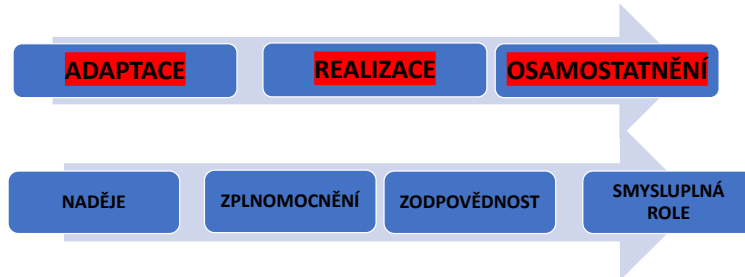 ADAPTACE
REALIZACE
OSAMOSTATNĚNÍ
NADĚJE
ZPLNOMOCNĚNÍ
ZODPOVĚDNOST
SMYSLUPLNÁ
ROLE